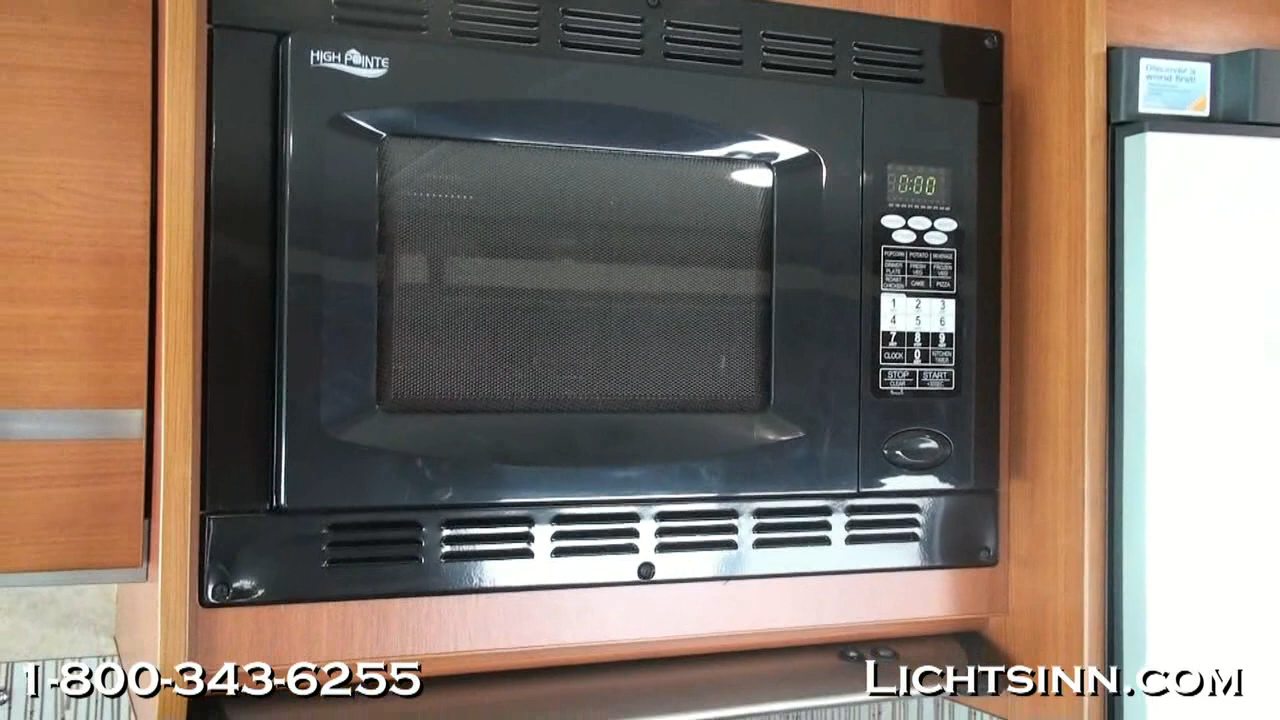 HIGH POINTE
0:00
POPCORN POTATO BEVERAGE
DINNER PLATE FRESH VEG FROZEN VEG
ROAST CHICKEN CAKE PIZZA
1 2 3
4 5 6
7 8 9
CLOCK 0 KITCHEN TIMER
STOP START
CLEAR +30SEC.
1-800-343-6255
LICHTSINN.COM